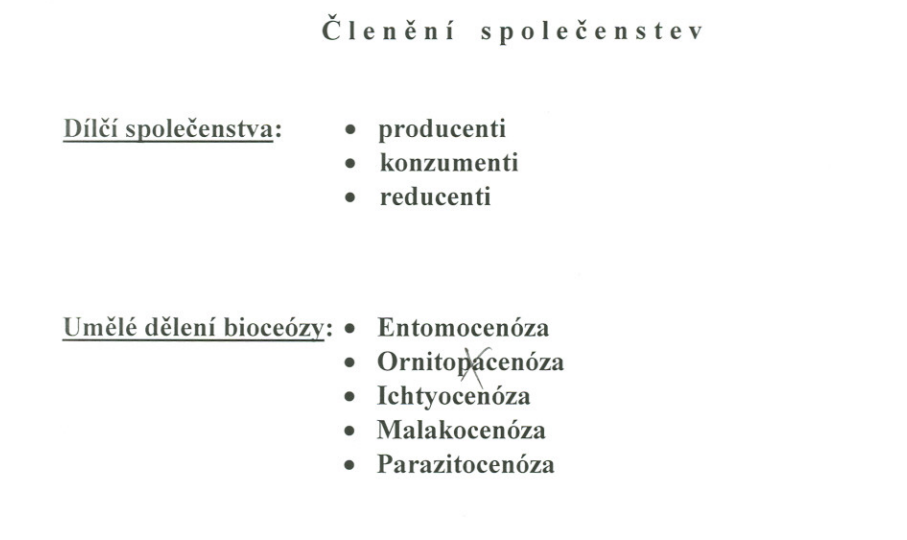 Členění společenstev
Dílčí společenstva: • producenti
• konzumenti
• reducenti
Umělé dělení bioceózy: • Entomocenóza
• Ornitopacenóza
• Ichtyocenóza
• Malakocenóza
• Parazitocenóza